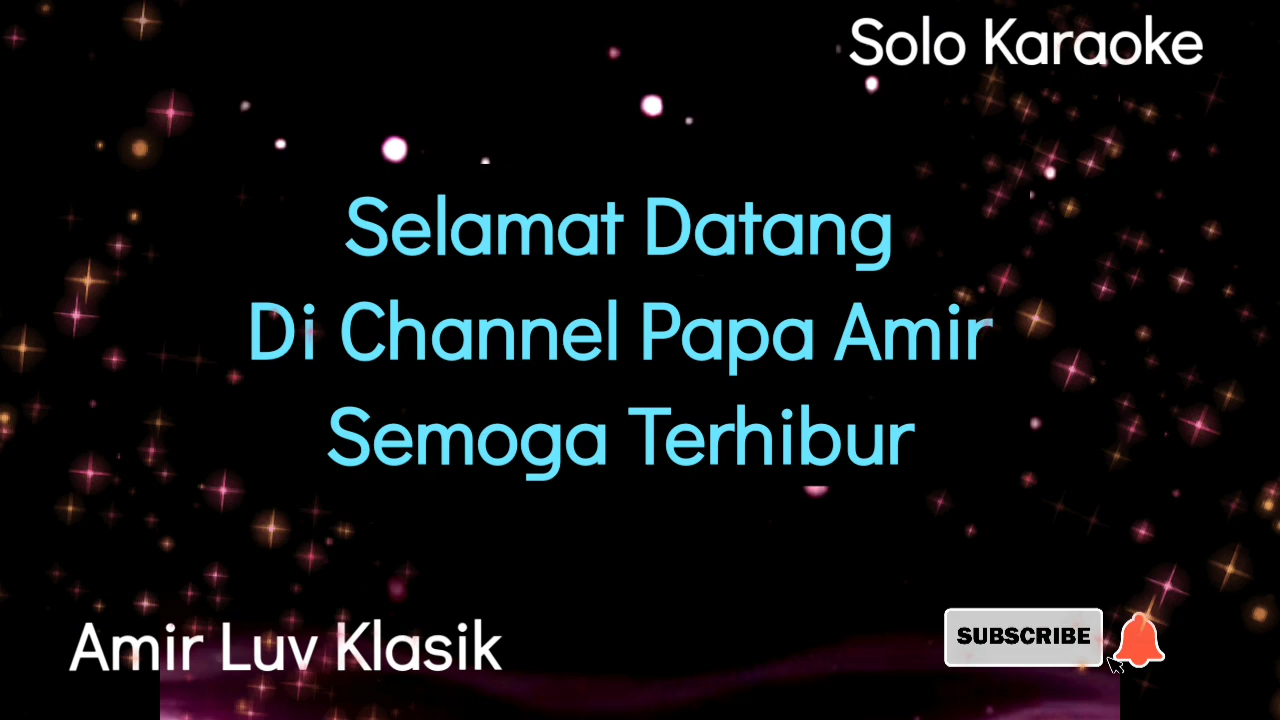 Solo Karaoke
Selamat Datang
Di Channel Papa Amir
Semoga Terhibur
Amir Luv Klasik
SUBSCRIBE